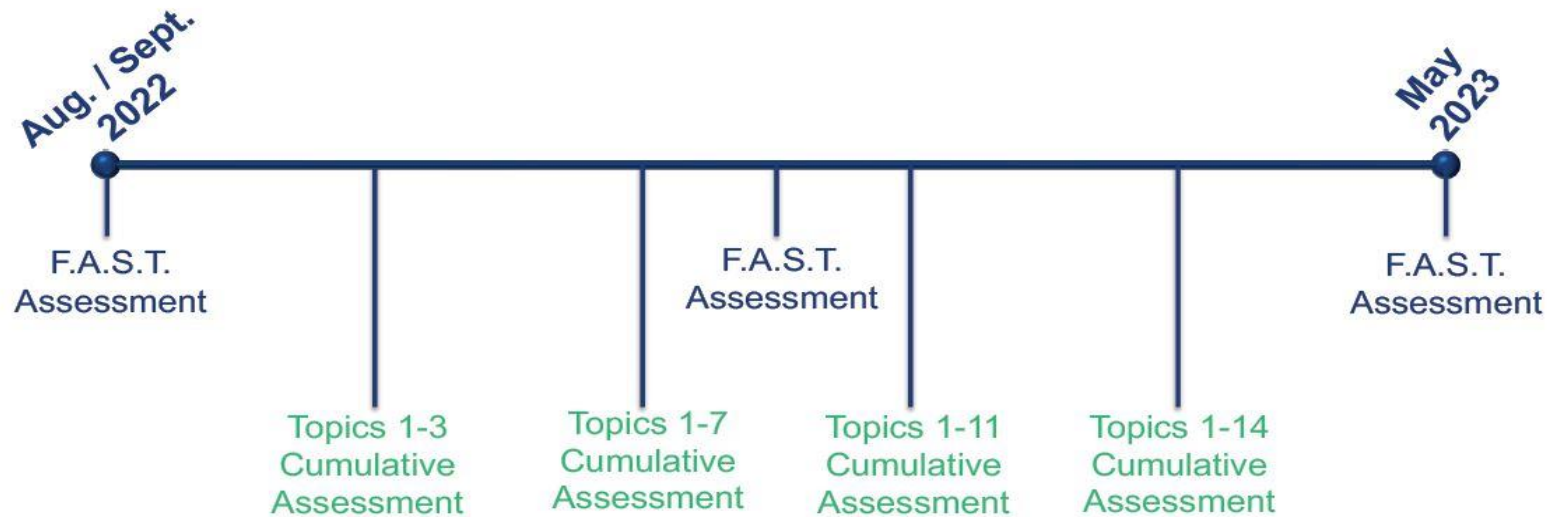 Aug. / Sept.
2022
May
2023
F.A.S.T.
Assessment
F.A.S.T.
Assessment
F.A.S.T.
Assessment
Topics 1-3
Cumulative
Assessment
Topics 1-7
Cumulative
Assessment
Topics 1-11
Cumulative
Assessment
Topics 1-14
Cumulative
Assessment